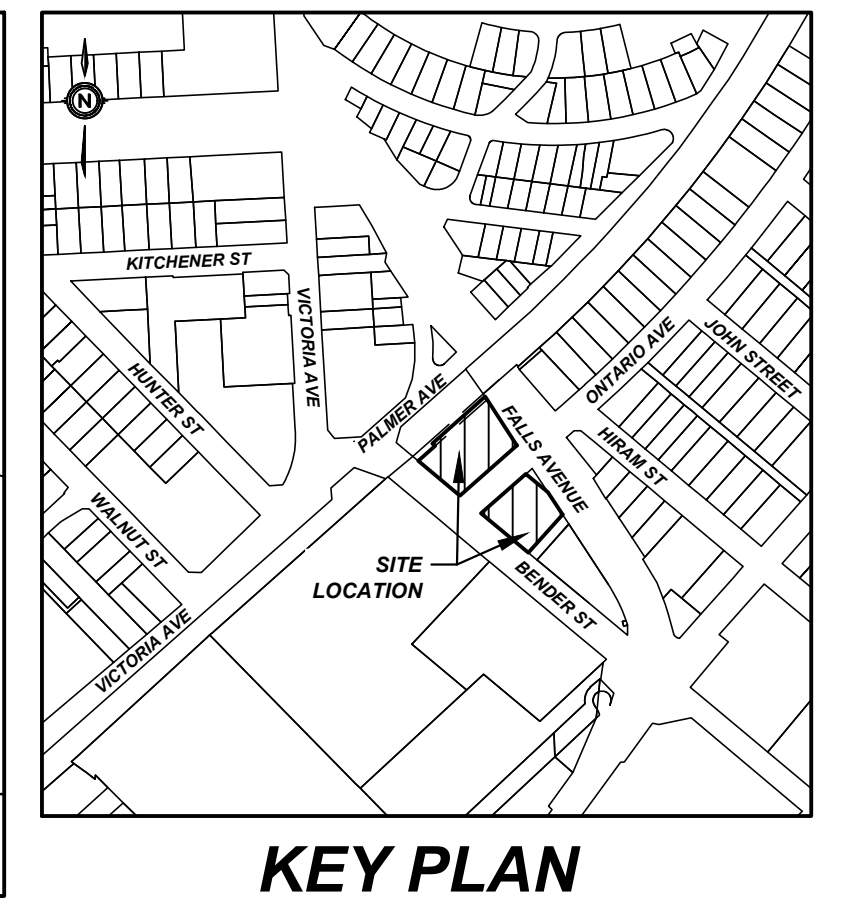 N
KITCHENER ST
VICTORIA AVE
HUNTER ST
PALMER AVE
ONTARIO AVE
JOHN STREET
FALLS AVENUE
HIRAM ST
WALNUT ST
SITE
LOCATION
BENDER ST
VICTORIA AVE
KEY PLAN